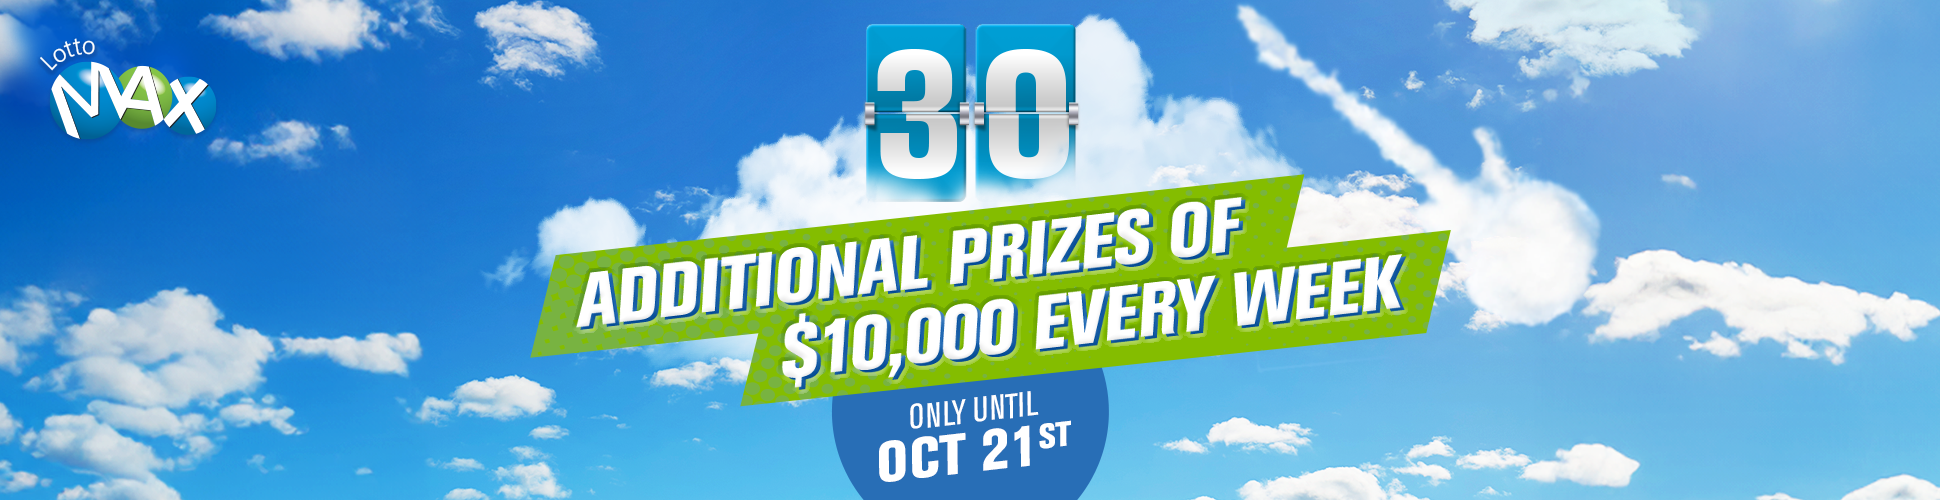 Lotto
MAX
30
ADDITIONAL PRIZES OF
$10,000 EVERY WEEK
ONLY UNTIL
OCT 21ST